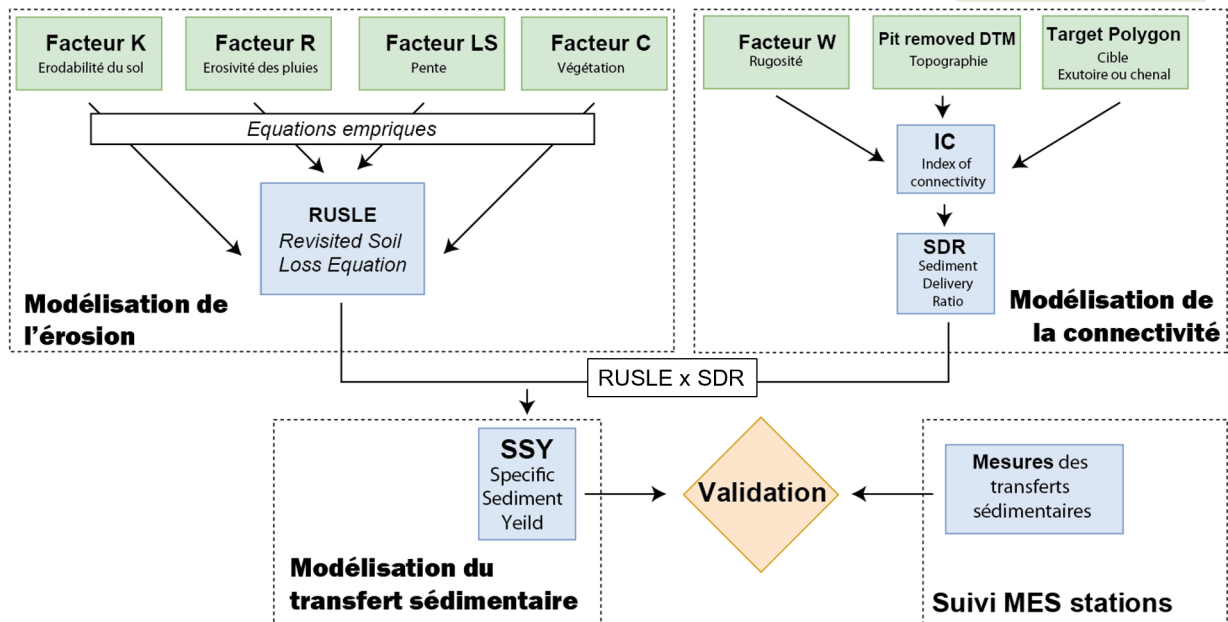 Facteur K
Erodabilité du sol
Facteur R
Erosivité des pluies
Facteur LS
Pente
Facteur C
Végétation
Equations empriques
RUSLE
Revisited Soil
Loss Equation
Modélisation de
l'érosion
Facteur W
Rugosité
Pit removed DTM
Topographie
Target Polygon
Cible
Exutoire ou chenal
IC
Index of
connectivity
SDR
Sediment
Delivery
Ratio
Modélisation de
la connectivité
RUSLE x SDR
SSY
Specific
Sediment
Yeild
Modélisation du
transfert sédimentaire
Validation
Mesures des
transferts
sédimentaires
Suivi MES stations